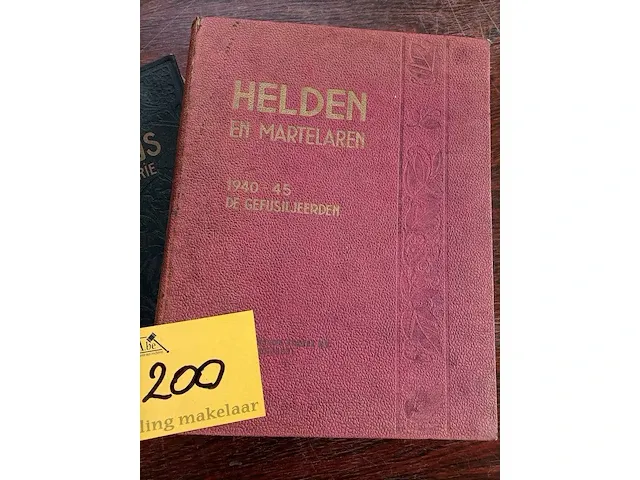 HELDEN
EN MARTELAREN
1940-45
DE GEFUSILJEERDEN
200
ling makelaar